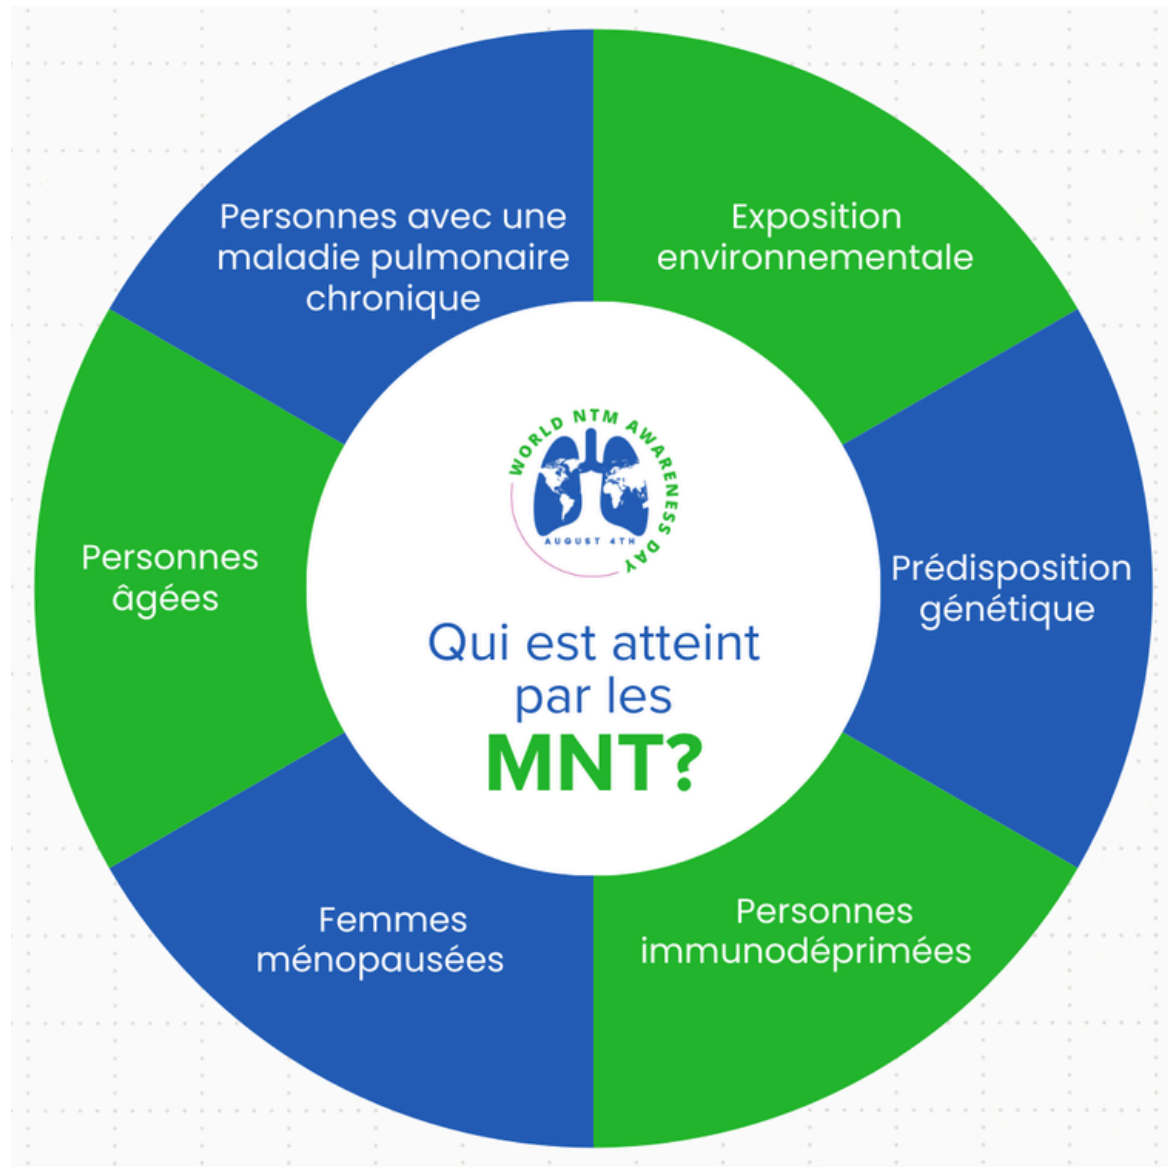 Personnes avec une
maladie pulmonaire
chronique
Exposition
environnementale
Personnes
âgées
WORLD NTM AWARENESS DAY
AUGUST 4TH
Qui est atteint
par les
MNT?
Prédisposition
génétique
Femmes
ménopausées
Personnes
immunodéprimées